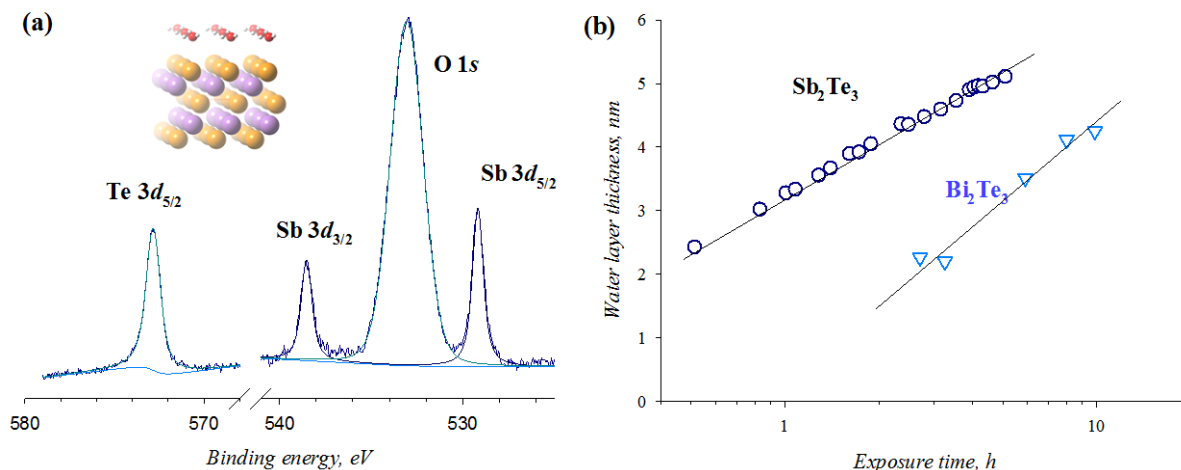 (a)
O 1s
Sb 3d5/2
Te 3d5/2
Sb 3d3/2
580
570
540
530
Binding energy, eV
(b)
6
5
4
3
2
1
0
Water layer thickness, nm
Sb2Te3
Bi2Te3
1
10
Exposure time, h